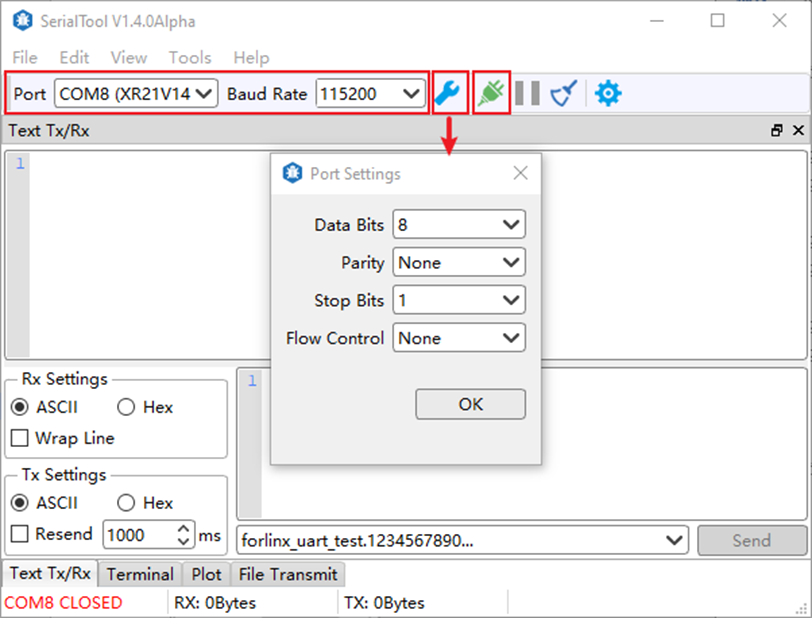 SerialTool V1.4.0Alpha
File Edit View Tools Help
Port COM8 (XR21V14 Baud Rate 115200
Text Tx/Rx
1
Port Settings
Data Bits 8
Parity None
Stop Bits 1
Flow Control None
OK
Rx Settings
ASCII Hex
Wrap Line
Tx Settings
ASCII Hex
Resend 1000 ms
1
forlinx_uart_test.1234567890...
Send
Text Tx/Rx Terminal Plot File Transmit
COM8 CLOSED RX: 0Bytes TX: 0Bytes